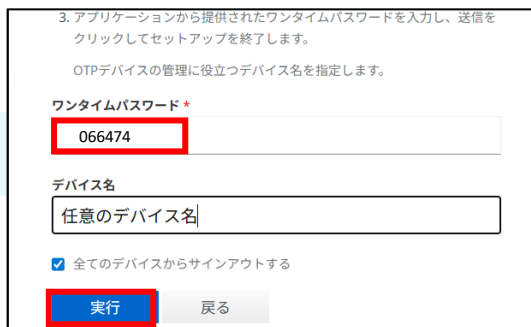 3. アプリケーションから提供されたワンタイムパスワードを入力し、送信を
クリックしてセットアップを終了します。
OTPデバイスの管理に役立つデバイス名を指定します。
ワンタイムパスワード *
066474
デバイス名
任意のデバイス名
全てのデバイスからサインアウトする
実行 戻る